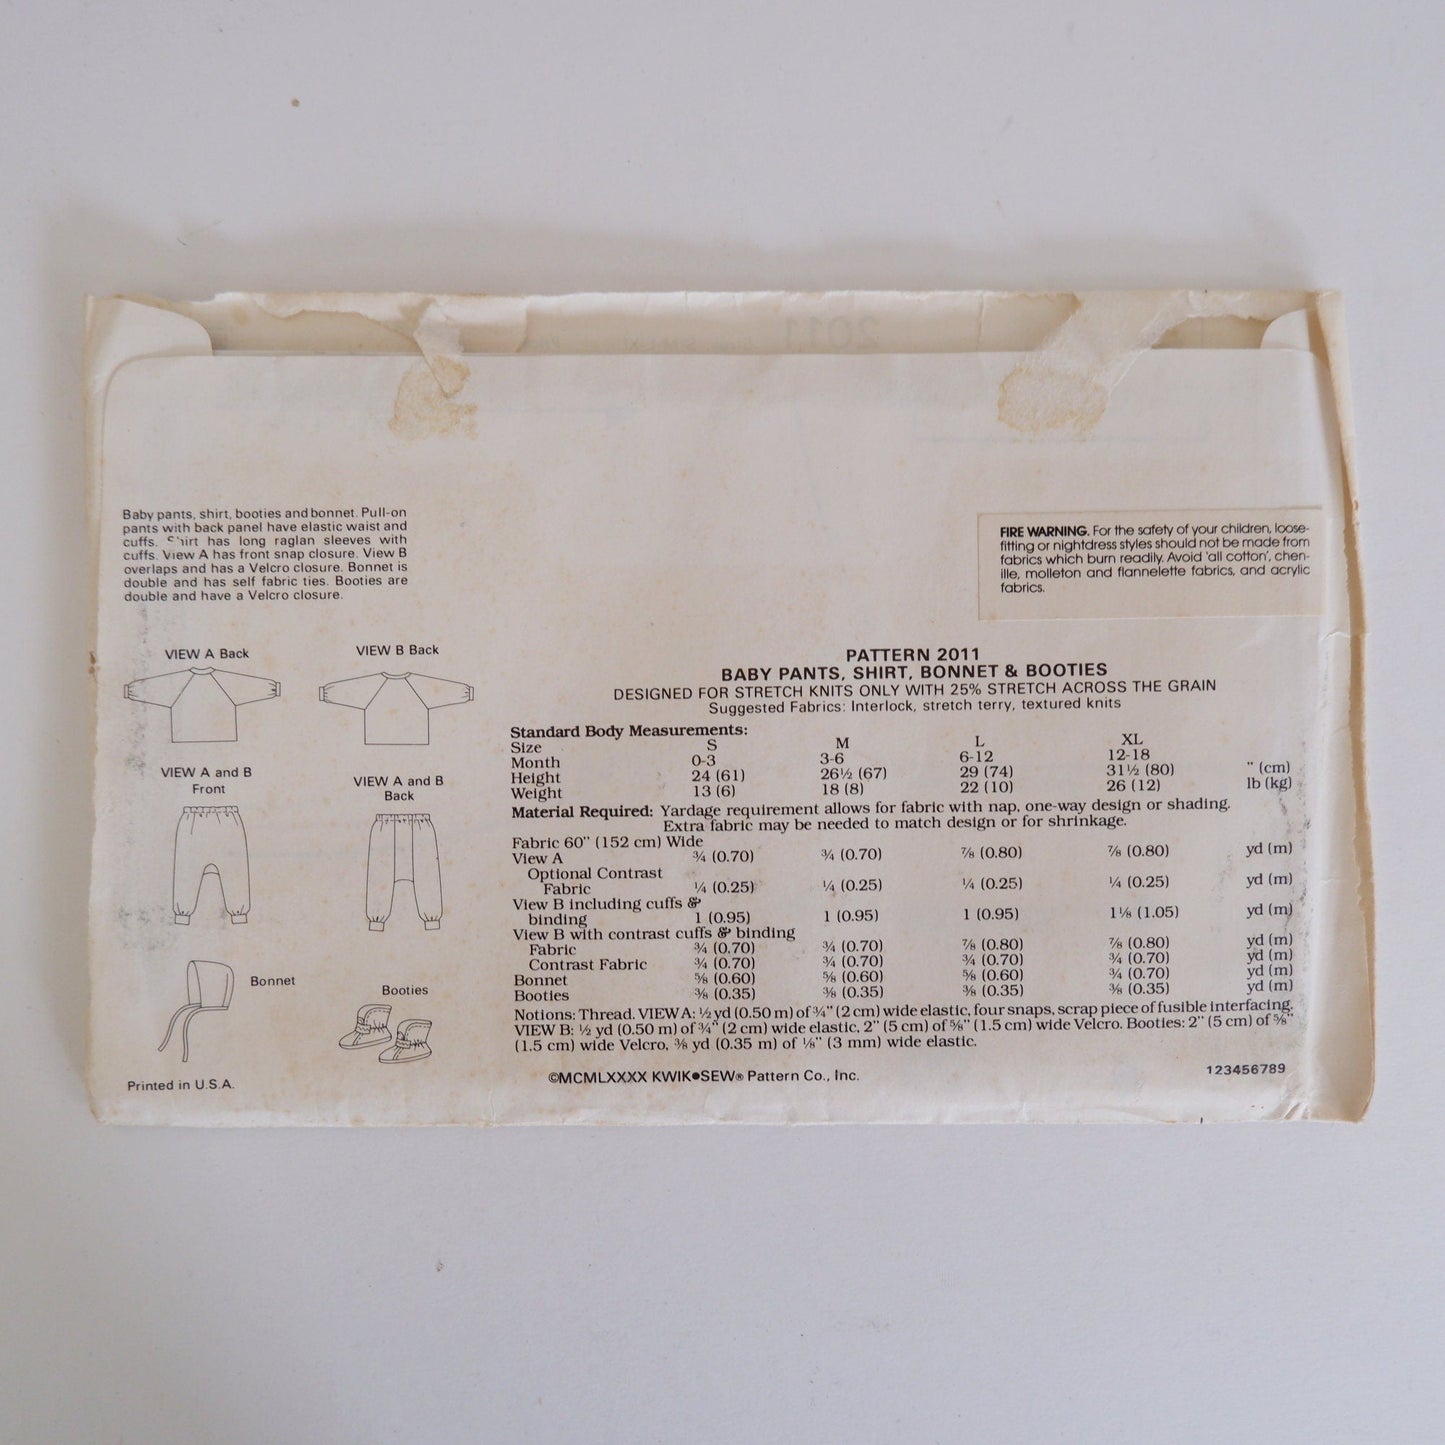 2011
Baby pants, shirt, booties and bonnet. Pull-on
pants with back panel have elastic waist and
cuffs. Shirt has long raglan sleeves with
cuffs. View A has front snap closure. View B
overlaps and has a Velcro closure. Bonnet is
double and has self fabric ties. Booties are
double and have a Velcro closure.
FIRE WARNING. For the safety of your children, loose-
fitting or nightdress styles should not be made from
fabrics which burn readily. Avoid 'all cotton', chen-
ille, molleton and flannelette fabrics, and acrylic
fabrics.
VIEW A Back
VIEW B Back
VIEW A and B
Front
VIEW A and B
Back
Bonnet
Booties
Printed in U.S.A.
PATTERN 2011
BABY PANTS, SHIRT, BONNET & BOOTIES
DESIGNED FOR STRETCH KNITS ONLY WITH 25% STRETCH ACROSS THE GRAIN
Suggested Fabrics: Interlock, stretch terry, textured knits
Standard Body Measurements:
Size S M L XL
Month 0-3 3-6 6-12 12-18
Height 24 (61) 26½ (67) 29 (74) 31½ (80) " (cm)
Weight 13 (6) 18 (8) 22 (10) 26 (12) lb (kg)
Material Required: Yardage requirement allows for fabric with nap, one-way design or shading.
Extra fabric may be needed to match design or for shrinkage.
Fabric 60" (152 cm) Wide
View A ¾ (0.70) ¾ (0.70) ⅞ (0.80) ⅞ (0.80) yd (m)
Optional Contrast
Fabric ¼ (0.25) ¼ (0.25) ¼ (0.25) ¼ (0.25) yd (m)
View B including cuffs &
binding 1 (0.95) 1 (0.95) 1 (0.95) 1⅛ (1.05) yd (m)
View B with contrast cuffs & binding
Fabric ¾ (0.70) ¾ (0.70) ⅞ (0.80) ⅞ (0.80) yd (m)
Contrast Fabric ¾ (0.70) ¾ (0.70) ¾ (0.70) ¾ (0.70) yd (m)
Bonnet ⅝ (0.60) ⅝ (0.60) ⅝ (0.60) ¾ (0.70) yd (m)
Booties ⅜ (0.35) ⅜ (0.35) ⅜ (0.35) ⅜ (0.35) yd (m)
Notions: Thread. VIEW A: ½ yd (0.50 m) of ¾" (2 cm) wide elastic, four snaps, scrap piece of fusible interfacing.
VIEW B: ½ yd (0.50 m) of ¾" (2 cm) wide elastic, 2" (5 cm) of ⅝" (1.5 cm) wide Velcro. Booties: 2" (5 cm) of ⅝"
(1.5 cm) wide Velcro, ⅜ yd (0.35 m) of ⅛" (3 mm) wide elastic.
©MCMLXXXX KWIK•SEW® Pattern Co., Inc.
123456789